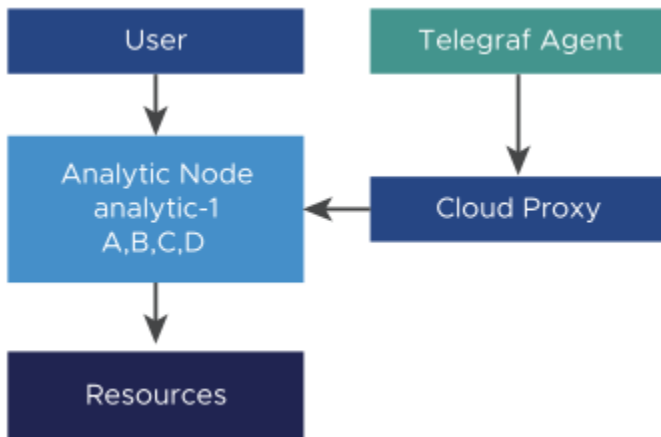 User
Telegraf Agent
Analytic Node
analytic-1
A,B,C,D
Cloud Proxy
Resources